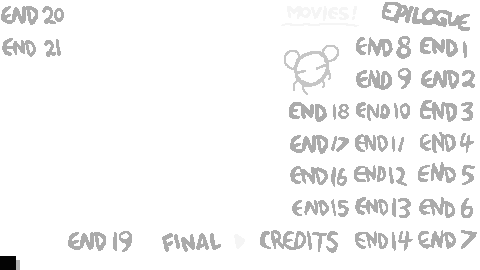 END 20 MOVIES! EPILOGUE
END 21 END 8 END 1
END 9 END 2
END 18 END 10 END 3
END 17 END 11 END 4
END 16 END 12 END 5
END 15 END 13 END 6
END 19 FINAL CREDITS END 14 END 7